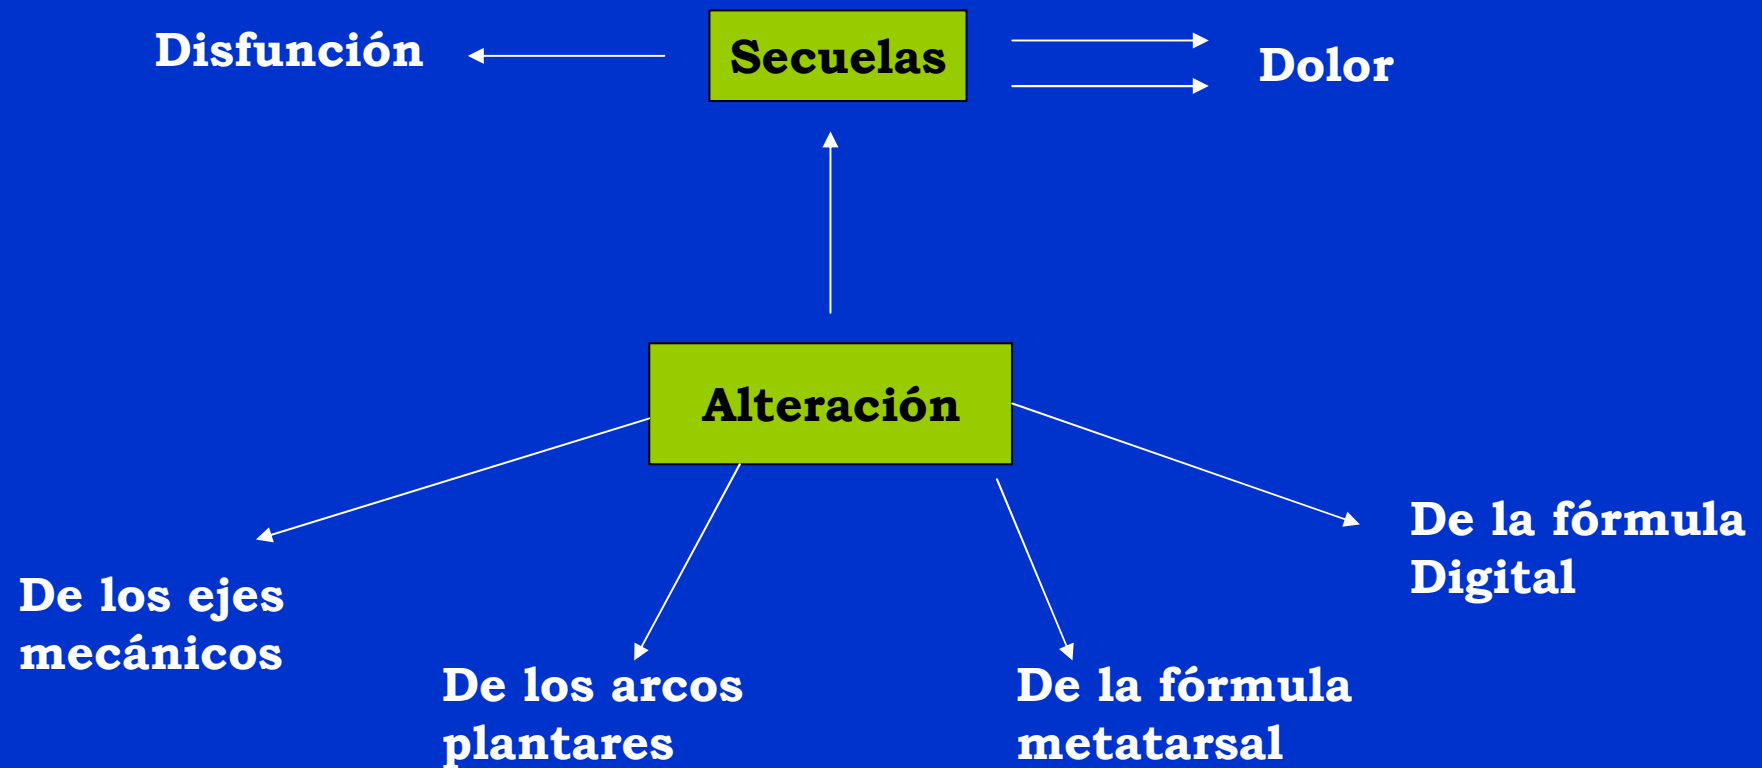 Disfunción
Secuelas
Dolor
Alteración
De los ejes
mecánicos
De los arcos
plantares
De la fórmula
metatarsal
De la fórmula
Digital